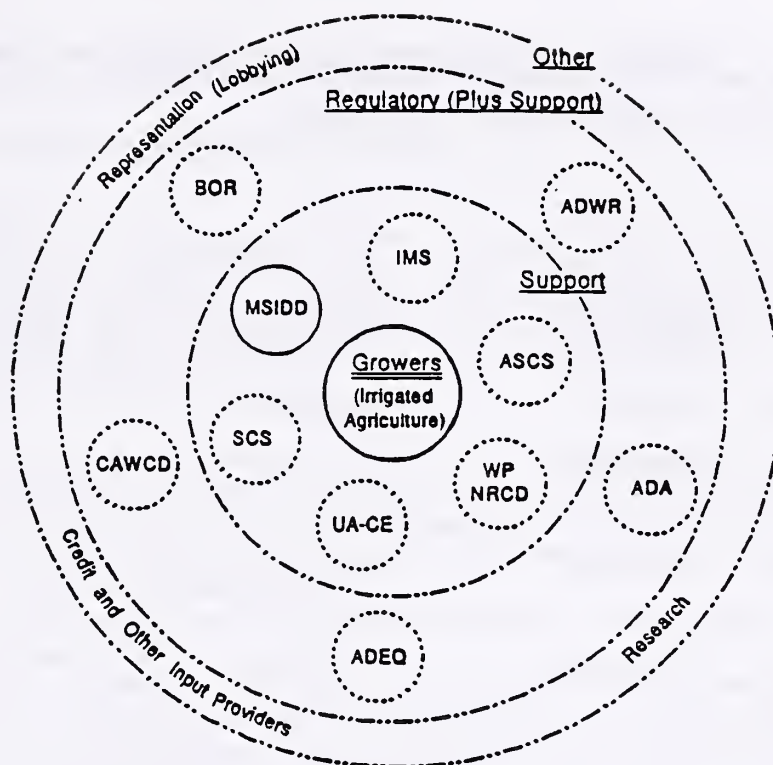 Other
Representation (Lobbying)
Regulatory (Plus Support)
BOR
ADWR
IMS
Support
MSIDD
Growers
(Irrigated
Agriculture)
ASCS
SCS
CAWCD
WP
NRCD
ADA
UA-CE
ADEQ
Research
Credit and Other Input Providers